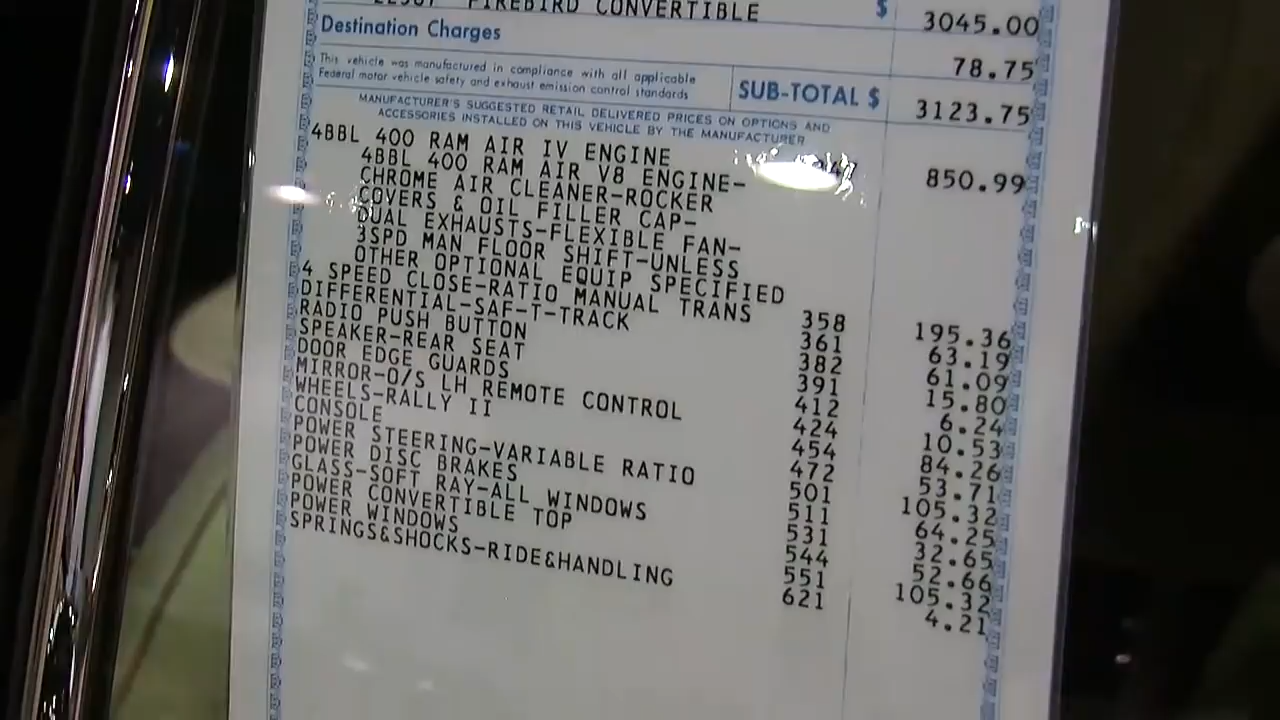 FIREBIRD CONVERTIBLE $ 3045.00
Destination Charges 78.75
This vehicle was manufactured in compliance with all applicable
Federal motor vehicle safety and exhaust emission control standards
SUB-TOTAL $ 3123.75
MANUFACTURER'S SUGGESTED RETAIL DELIVERED PRICES ON OPTIONS AND
ACCESSORIES INSTALLED ON THIS VEHICLE BY THE MANUFACTURER
4BBL 400 RAM AIR IV ENGINE 850.99
4BBL 400 RAM AIR V8 ENGINE-
CHROME AIR CLEANER-ROCKER
COVERS & OIL FILLER CAP-
DUAL EXHAUSTS-FLEXIBLE FAN-
3SPD MAN FLOOR SHIFT-UNLESS
OTHER OPTIONAL EQUIP SPECIFIED
4 SPEED CLOSE-RATIO MANUAL TRANS 358 195.36
DIFFERENTIAL-SAF-T-TRACK 361 63.19
RADIO PUSH BUTTON 382 61.09
SPEAKER-REAR SEAT 391 15.80
DOOR EDGE GUARDS 412 6.24
MIRROR-O/S LH REMOTE CONTROL 424 10.53
WHEELS-RALLY II 454 84.26
CONSOLE 472 53.71
POWER STEERING-VARIABLE RATIO 501 105.32
POWER DISC BRAKES 511 64.25
GLASS-SOFT RAY-ALL WINDOWS 531 32.65
POWER CONVERTIBLE TOP 544 52.66
POWER WINDOWS 551 105.32
SPRINGS&SHOCKS-RIDE&HANDLING 621 4.21